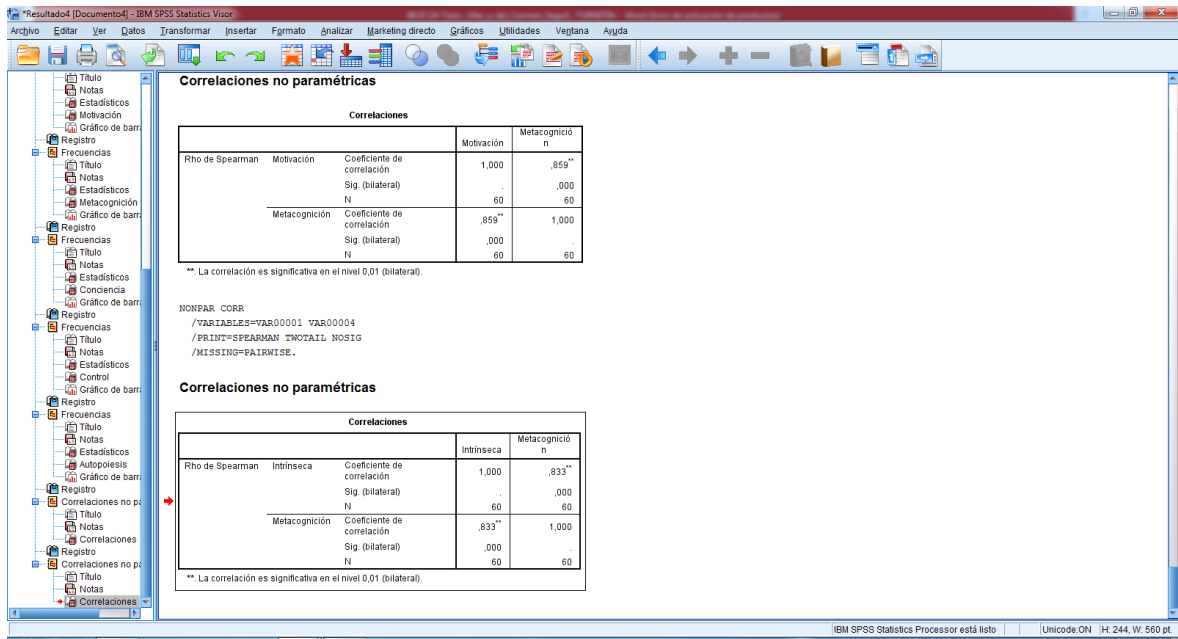 *Resultado4 [Documento4] - IBM SPSS Statistics Visor
Archivo Editar Ver Datos Transformar Insertar Formato Analizar Marketing directo Gráficos Utilidades Ventana Ayuda
Título
Notas
Estadísticos
Motivación
Gráfico de barra
Registro
Frecuencias
Título
Notas
Estadísticos
Metacognición
Gráfico de barra
Registro
Frecuencias
Título
Notas
Estadísticos
Conciencia
Gráfico de barra
Registro
Frecuencias
Título
Notas
Estadísticos
Control
Gráfico de barra
Registro
Frecuencias
Título
Notas
Estadísticos
Autopoiesis
Gráfico de barra
Registro
Correlaciones no pa
Título
Notas
Correlaciones
Registro
Correlaciones no pa
Título
Notas
Correlaciones
Correlaciones no paramétricas
Correlaciones
Motivación Metacognició
n
Rho de Spearman Motivación Coeficiente de
correlación 1,000 ,859**
Sig. (bilateral) . ,000
N 60 60
Metacognición Coeficiente de
correlación ,859** 1,000
Sig. (bilateral) ,000 .
N 60 60
**. La correlación es significativa en el nivel 0,01 (bilateral).
NONPAR CORR
/VARIABLES=VAR00001 VAR00004
/PRINT=SPEARMAN TWOTAIL NOSIG
/MISSING=PAIRWISE.
Correlaciones no paramétricas
Correlaciones
Intrínseca Metacognició
n
Rho de Spearman Intrínseca Coeficiente de
correlación 1,000 ,833**
Sig. (bilateral) . ,000
N 60 60
Metacognición Coeficiente de
correlación ,833** 1,000
Sig. (bilateral) ,000 .
N 60 60
**. La correlación es significativa en el nivel 0,01 (bilateral).
IBM SPSS Statistics Processor está listo Unicode:ON H: 244, W: 560 pt.